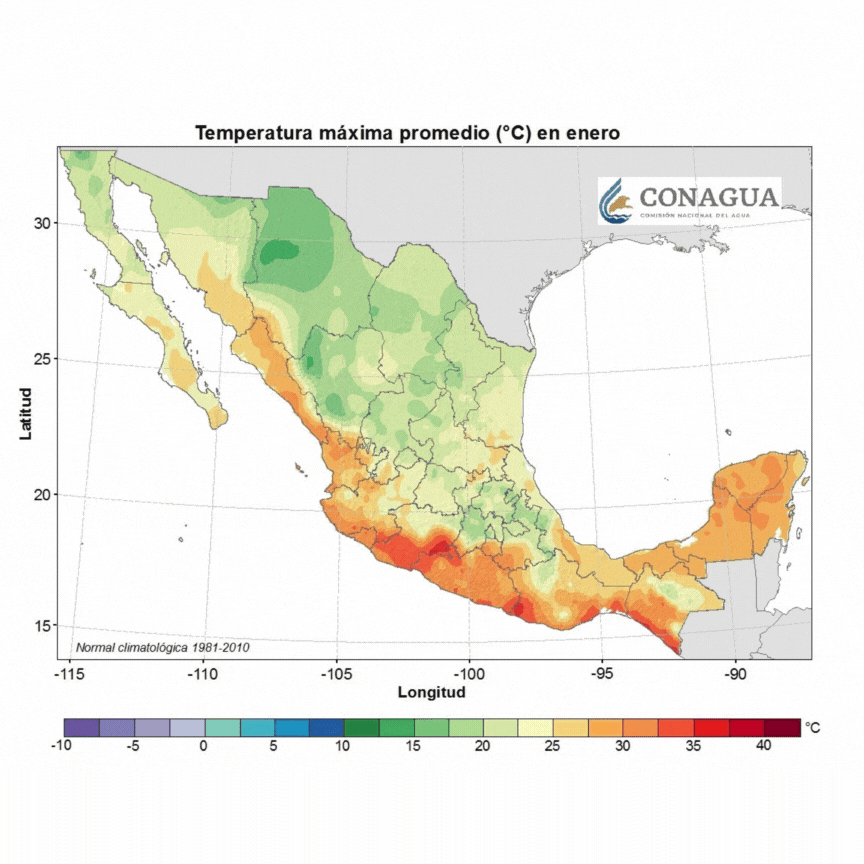 Temperatura máxima promedio (°C) en enero
CONAGUA
COMISIÓN NACIONAL DEL AGUA
30
25
20
15
Latitud
Normal climatológica 1981-2010
-115 -110 -105 -100 -95 -90
Longitud
°C
-10 -5 0 5 10 15 20 25 30 35 40